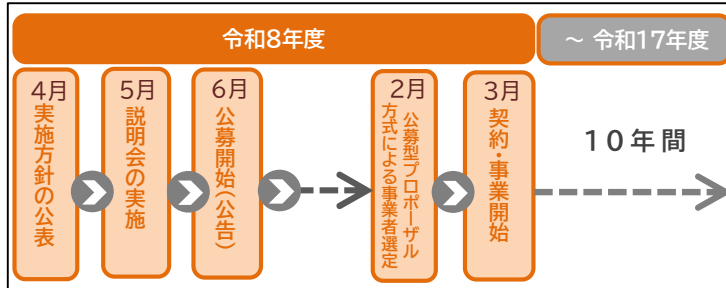 令和8年度
～ 令和17年度
4月
実施方針の公表
5月
説明会の実施
6月
公募開始(公告)
2月
公募型プロポーザル
方式による事業者選定
3月
契約・事業開始
10年間